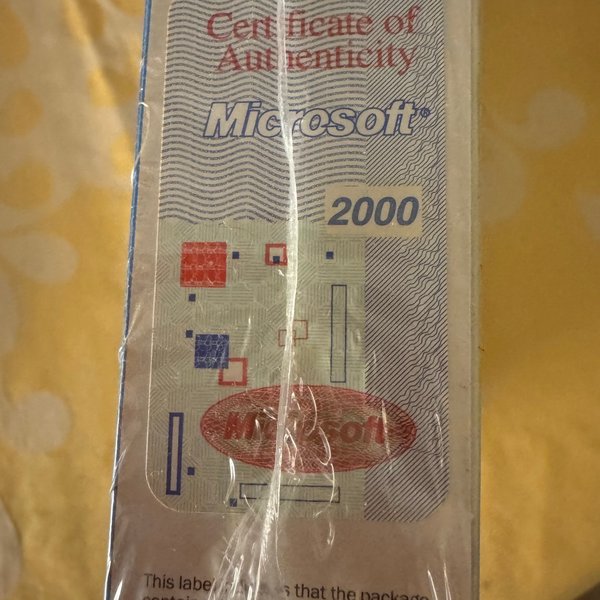 Certificate of
Authenticity
Microsoft®
2000
Microsoft
This label that the package